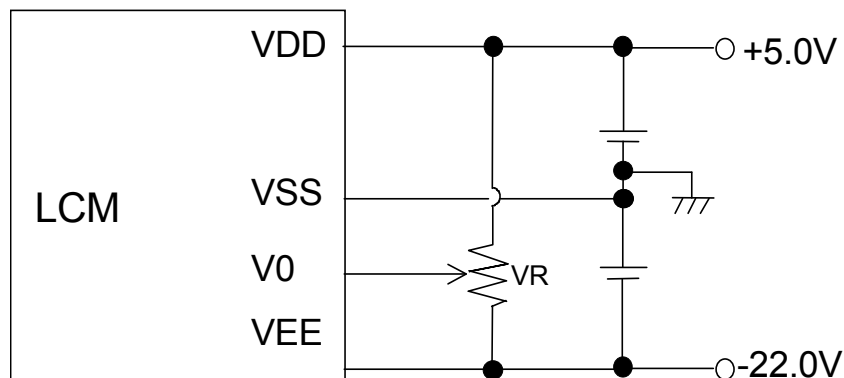 VDD
+5.0V
LCM
VSS
V0
VR
VEE
-22.0V